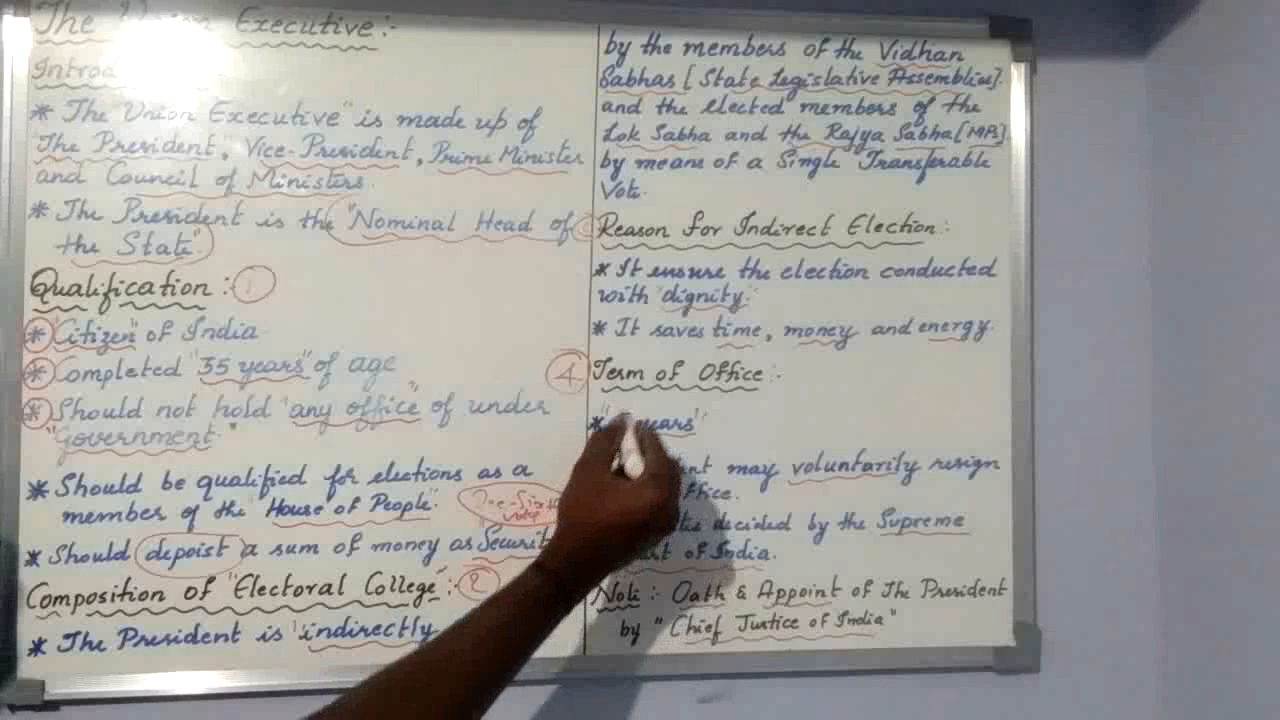 The Executive :-
* "The Union Executive" is made up of
The President, Vice-President, Prime Minister
and Council of Ministers.
* The President is the "Nominal Head of
the State".
Qualification : 1
* "Citizen" of India
* Completed "35 years" of age
* Should not hold "any office" of under
"Government"
* Should be qualified for elections as a
member of the "House of People".
* Should depoist a sum of money as
Composition of "Electoral College" :- 2
* The President is indirectly
by the members of the Vidhan
Sabhas [State Legislative Assemblies].
and the elected members of the
Lok Sabha and the Rajya Sabha [MPs]
by means of a Single Transferable
Vote.
Reason for Indirect Election :-
* It ensure the election conducted
with "dignity".
* It saves time, money and energy.
4 Term of Office :-
* years"
may voluntarily resign
decided by the Supreme
of India.
Note :- Oath & Appoint of The President
by "Chief Justice of India"